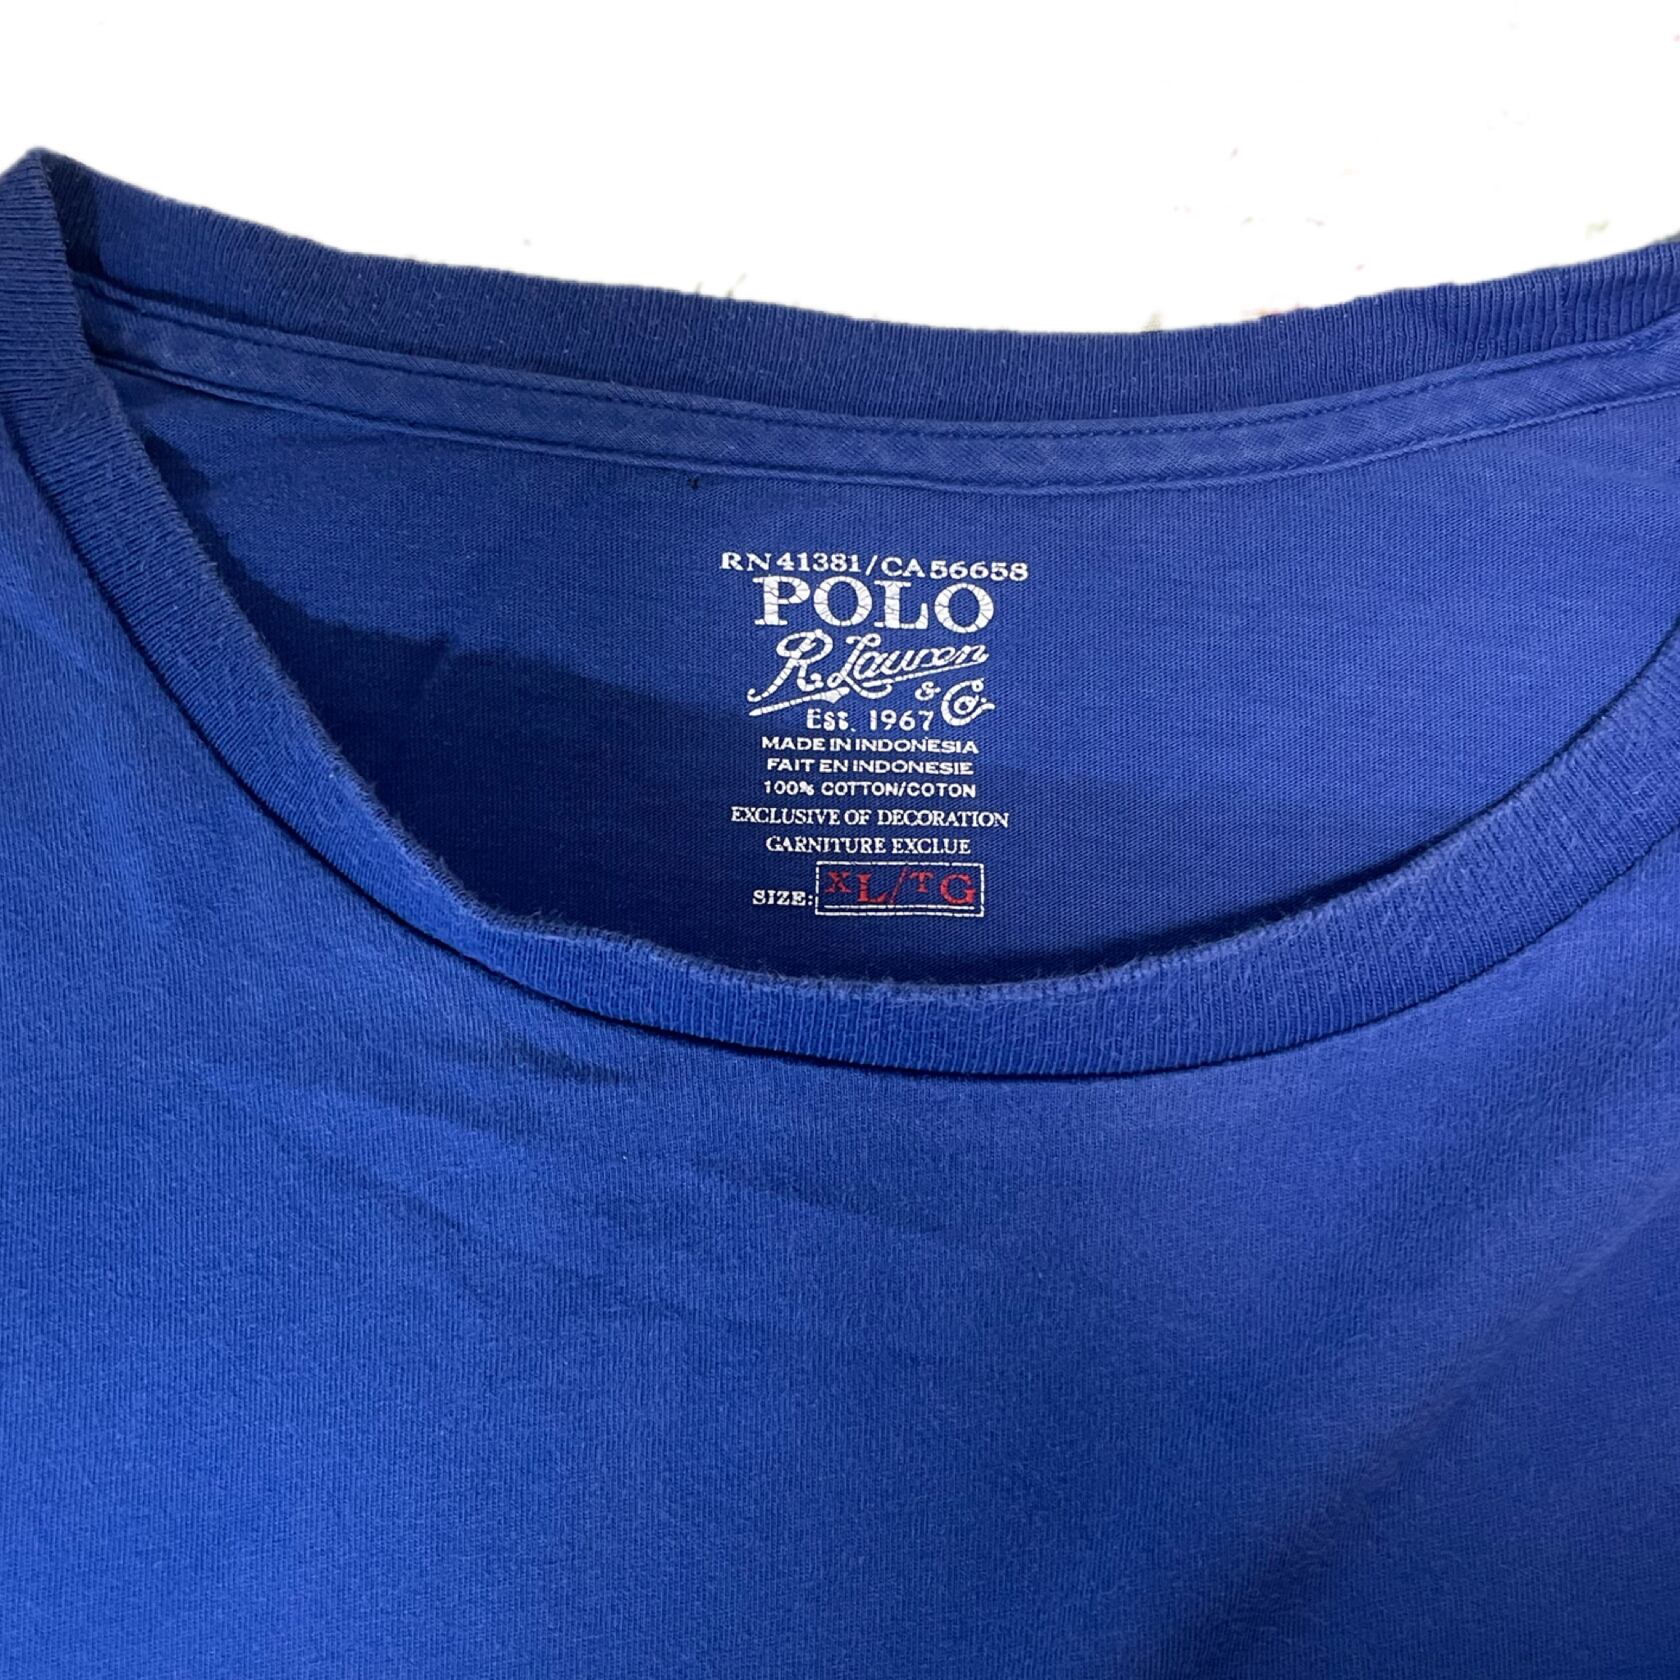 RN 41381/CA 56658
POLO
R. Lauren
& Co.
Est. 1967
MADE IN INDONESIA
FAIT EN INDONESIE
100% COTTON/COTON
EXCLUSIVE OF DECORATION
GARNITURE EXCLUE
SIZE: XL/TG